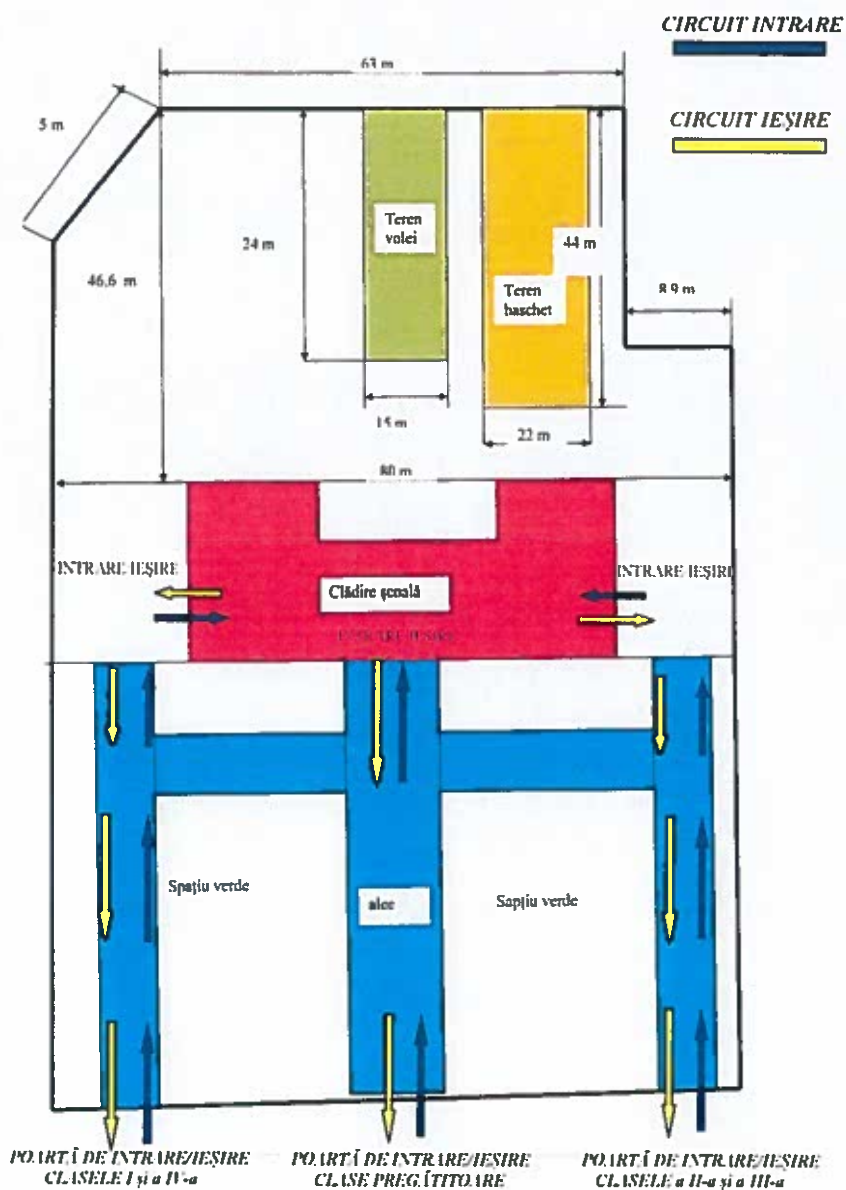 CIRCUIT INTRARE
63 m
5 m
CIRCUIT IEȘIRE
Teren
volei
24 m
44 m
46,6 m
Teren
baschet
8.9 m
15 m
22 m
80 m
INTRARE IEȘIRE
INTRARE IEȘIRE
Clădire școală
INTRARE IEȘIRE
Spațiu verde
alee
Sapțiu verde
POARTĂ DE INTRARE/IEȘIRE
CLASELE I și a IV-a
POARTĂ DE INTRARE/IEȘIRE
CLASE PREGĂTITOARE
POARTĂ DE INTRARE/IEȘIRE
CLASELE a II-a și a III-a